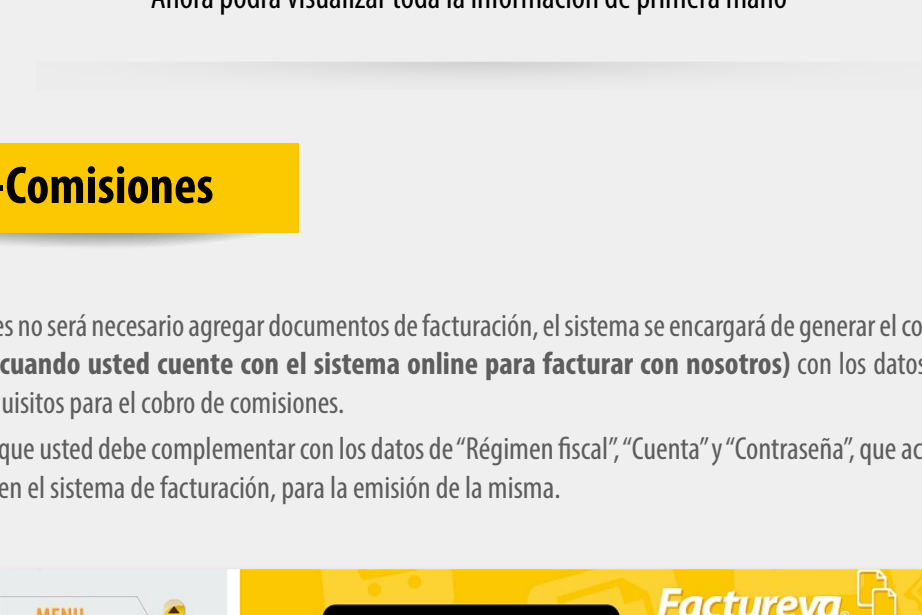 Ahora podrá visualizar toda la información de primera mano
-Comisiones
es no será necesario agregar documentos de facturación, el sistema se encargará de generar el co
cuando usted cuente con el sistema online para facturar con nosotros) con los datos
uisitos para el cobro de comisiones.
que usted debe complementar con los datos de “Régimen fiscal”, “Cuenta” y “Contraseña”, que ac
en el sistema de facturación, para la emisión de la misma.
MENU
Factureya